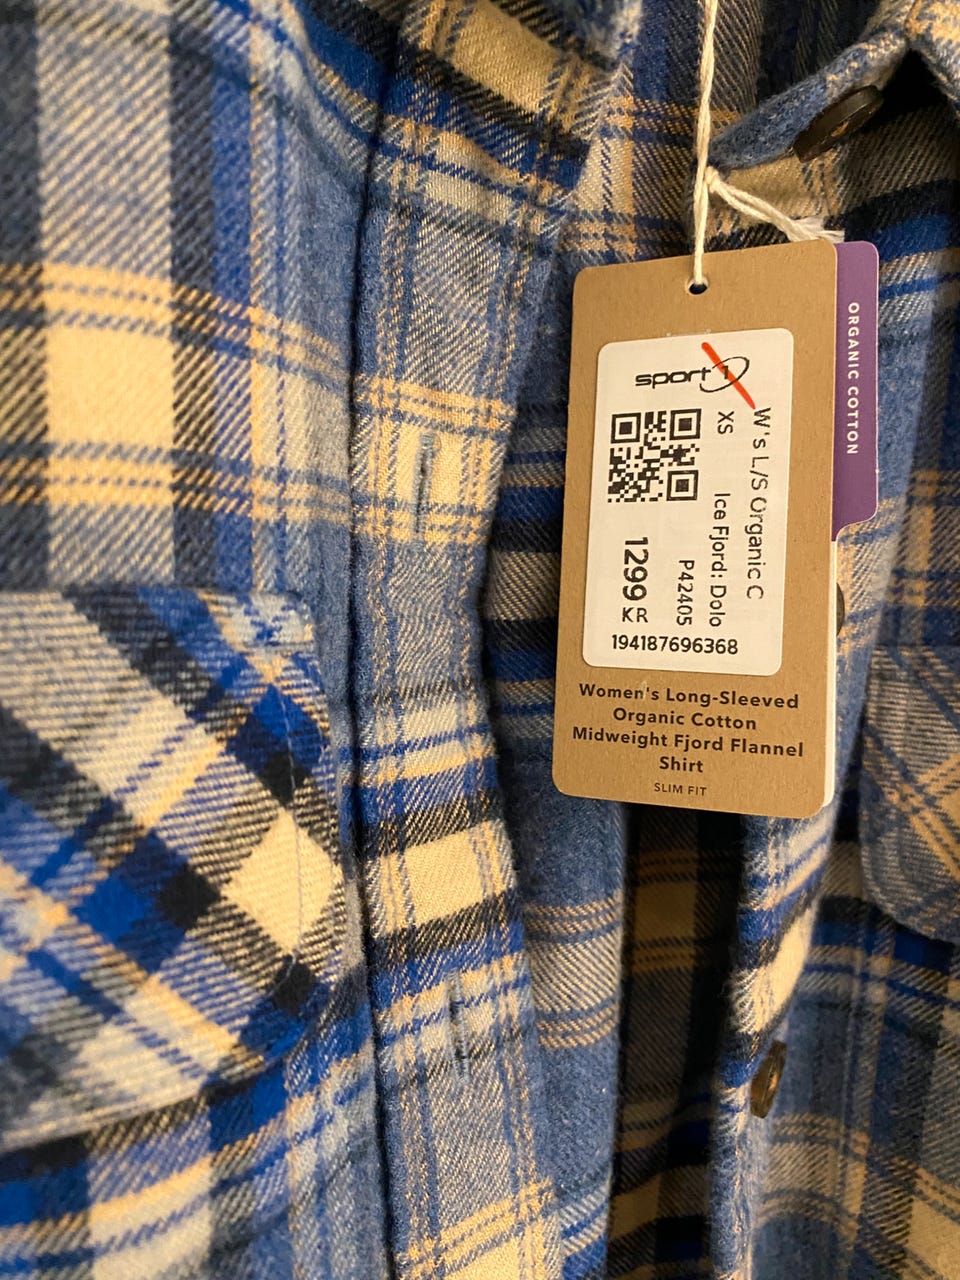 ORGANIC COTTON
sport 1
W's L/S Organic C
XS
Ice Fjord: Dolo
P42405
1299
KR
194187696368
Women's Long-Sleeved
Organic Cotton
Midweight Fjord Flannel
Shirt
SLIM FIT